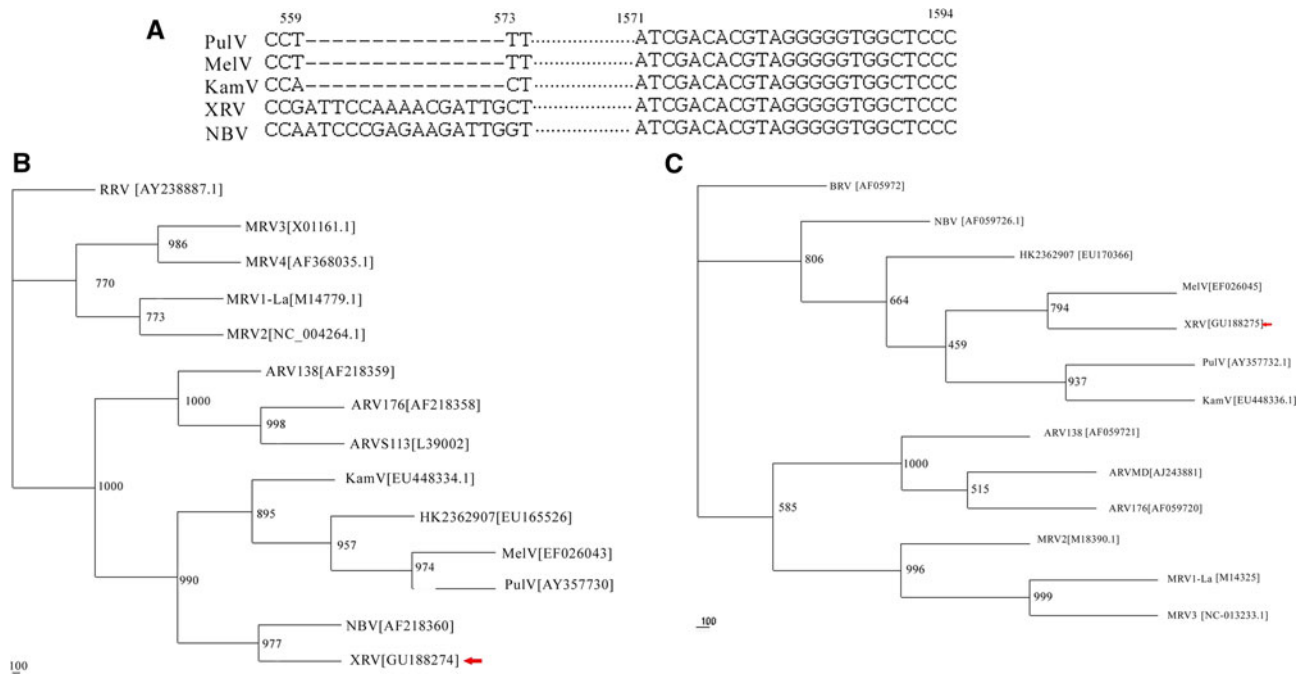 A
559 573 1571 1594
PulV CCT---------------TT·················ATCGACACGTAGGGGGTGGCTCCC
MelV CCT---------------TT·················ATCGACACGTAGGGGGTGGCTCCC
KamV CCA---------------CT·················ATCGACACGTAGGGGGTGGCTCCC
XRV CCGATTCCAAAACGATTGCT·················ATCGACACGTAGGGGGTGGCTCCC
NBV CCAATCCCGAGAAGATTGGT·················ATCGACACGTAGGGGGTGGCTCCC
B
RRV [AY238887.1]
MRV3[X01161.1]
986
MRV4[AF368035.1]
770
MRV1-La[M14779.1]
773
MRV2[NC_004264.1]
ARV138[AF218359]
1000
ARV176[AF218358]
998
ARVS113[L39002]
KamV[EU448334.1]
1000
895
HK2362907[EU165526]
957
MelV[EF026043]
974
PulV[AY357730]
990
NBV[AF218360]
977
XRV[GU188274]
100
C
BRV [AF05972]
NBV [AF059726.1]
806
HK2362907 [EU170366]
664
MelV[EF026045]
794
XRV[GU188275]
459
PulV[AY357732.1]
937
KamV[EU448336.1]
ARV138 [AF059721]
1000
ARVMD[AJ243881]
515
ARV176[AF059720]
585
MRV2[M18390.1]
996
MRV1-La [M14325]
999
MRV3 [NC-013233.1]
100